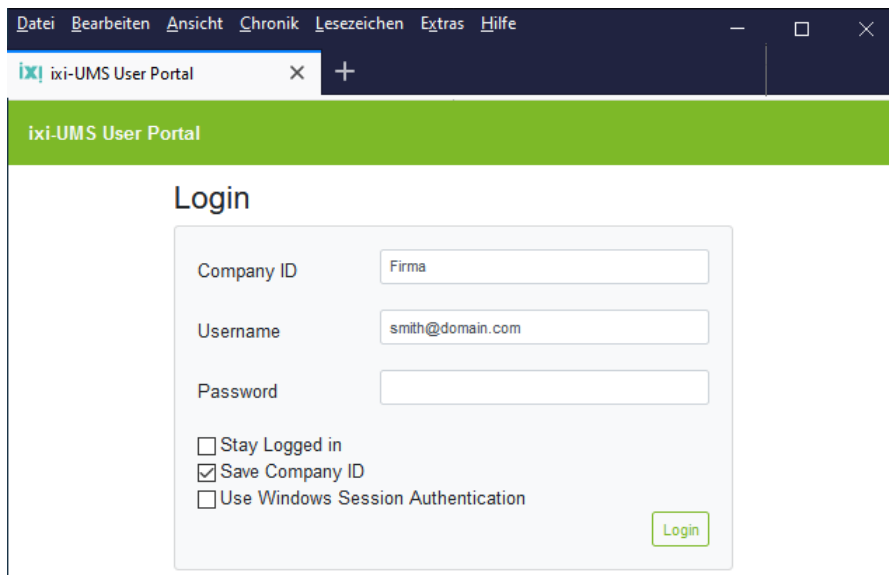 Datei Bearbeiten Ansicht Chronik Lesezeichen Extras Hilfe
ixi ixi-UMS User Portal
ixi-UMS User Portal
Login
Company ID Firma
Username smith@domain.com
Password
Stay Logged in
Save Company ID
Use Windows Session Authentication
Login